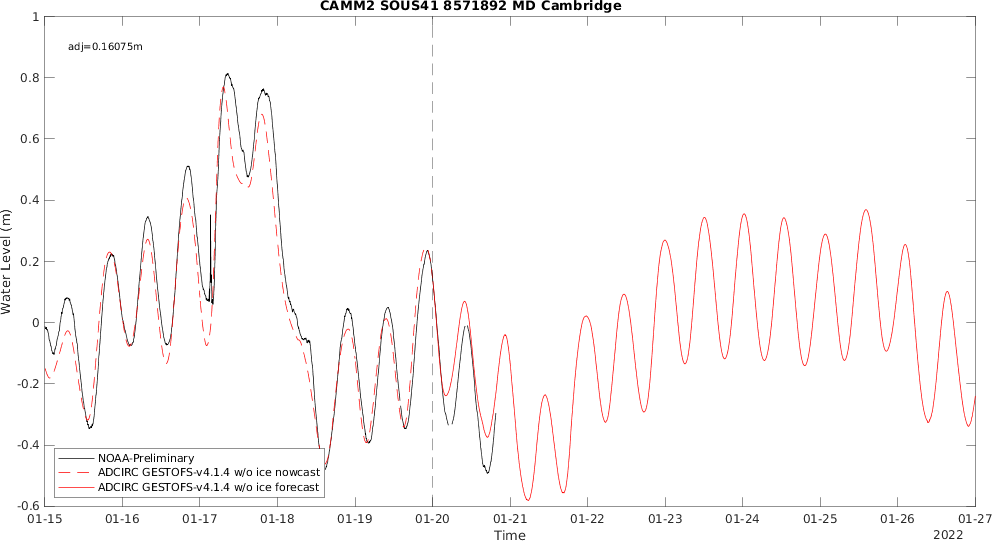 CAMM2 SOUS41 8571892 MD Cambridge
adj=0.16075m
Water Level (m)
1
0.8
0.6
0.4
0.2
0
-0.2
-0.4
-0.6
NOAA-Preliminary
ADCIRC GESTOFS-v4.1.4 w/o ice nowcast
ADCIRC GESTOFS-v4.1.4 w/o ice forecast
01-15 01-16 01-17 01-18 01-19 01-20 01-21 01-22 01-23 01-24 01-25 01-26 01-27
Time
2022